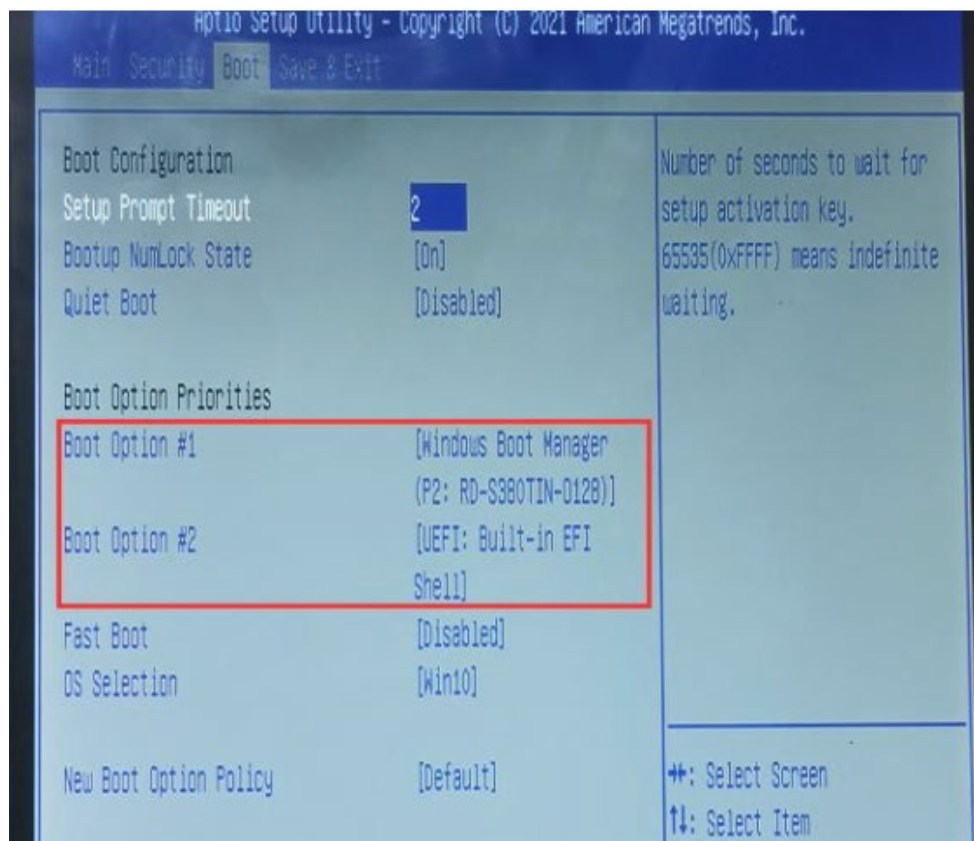 Aptio Setup Utility - Copyright (C) 2021 American Megatrends, Inc.
Main Security Boot Save & Exit
Boot Configuration
Setup Prompt Timeout 2
Bootup NumLock State [On]
Quiet Boot [Disabled]
Boot Option Priorities
Boot Option #1 [Windows Boot Manager
(P2: RD-S380TIN-0128)]
Boot Option #2 [UEFI: Built-in EFI
Shell]
Fast Boot [Disabled]
OS Selection [Win10]
New Boot Option Policy [Default]
Number of seconds to wait for
setup activation key.
65535(0xFFFF) means indefinite
waiting.
→←: Select Screen
↑↓: Select Item